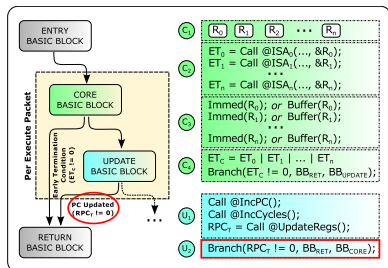 ENTRY
BASIC BLOCK
Per Execute Packet
CORE
BASIC BLOCK
Early Termination
Condition
(ETC != 0)
UPDATE
BASIC BLOCK
PC Updated
(RPCT != 0)
...
RETURN
BASIC BLOCK
C1
R0 R1 R2 ... Rn
C2
ET0 = Call @ISA0(..., &R0);
ET1 = Call @ISA1(..., &R1);
...
ETn = Call @ISAn(..., &Rn);
C3
Immed(R0); or Buffer(R0);
Immed(R1); or Buffer(R1);
...
Immed(Rn); or Buffer(Rn);
C4
ETC = ET0 | ET1 | ... | ETn
Branch(ETC != 0, BBRET, BBUPDATE);
U1
Call @IncPC();
Call @IncCycles();
RPCT = Call @UpdateRegs();
U2
Branch(RPCT != 0, BBRET, BBCORE);